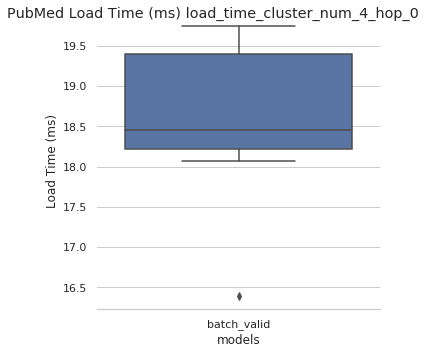 PubMed Load Time (ms) load_time_cluster_num_4_hop_0
19.5
19.0
18.5
18.0
17.5
17.0
16.5
Load Time (ms)
batch_valid
models